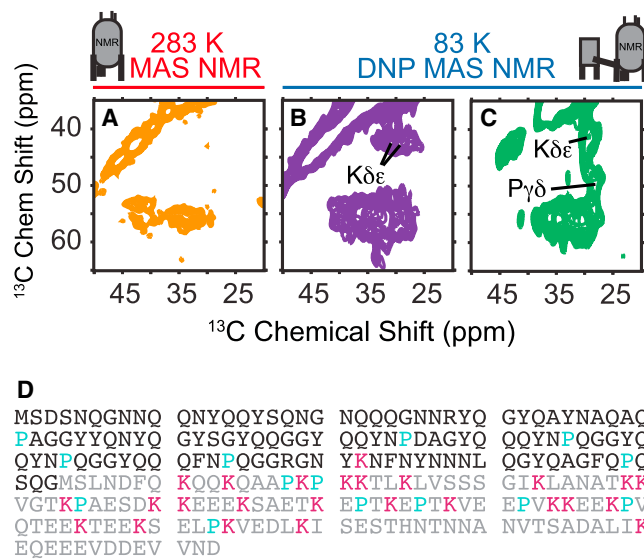 NMR
283 K
MAS NMR
83 K
DNP MAS NMR
NMR
¹³C Chem Shift (ppm)
40
50
60
A
B
Kδε
C
Kδε
Pγδ
45 35 25
45 35 25
45 35 25
¹³C Chemical Shift (ppm)
D
MSDSNQGNNQ QNYQQYSQNG NQQQGNNRYQ GYQAYNAQAQ
PAGGYYQNYQ GYSGYQQGGY QQYNPDAGYQ QQYNPQGGYQ
QYNPQGGYQQ QFNPQGGRGN YKNFNYNNNL QGYQAGFQPQ
SQGMSLNDFQ KQQKQAAPKP KKTLKLVSSS GIKLANATKK
VGTKPAESDK KEEEKSAETK EPTKEPTKVE EPVKKEEKPV
QTEEKTEEKS ELPKVEDLKI SESTHNTNNA NVTSADALIK
EQEEEVDDEV VND